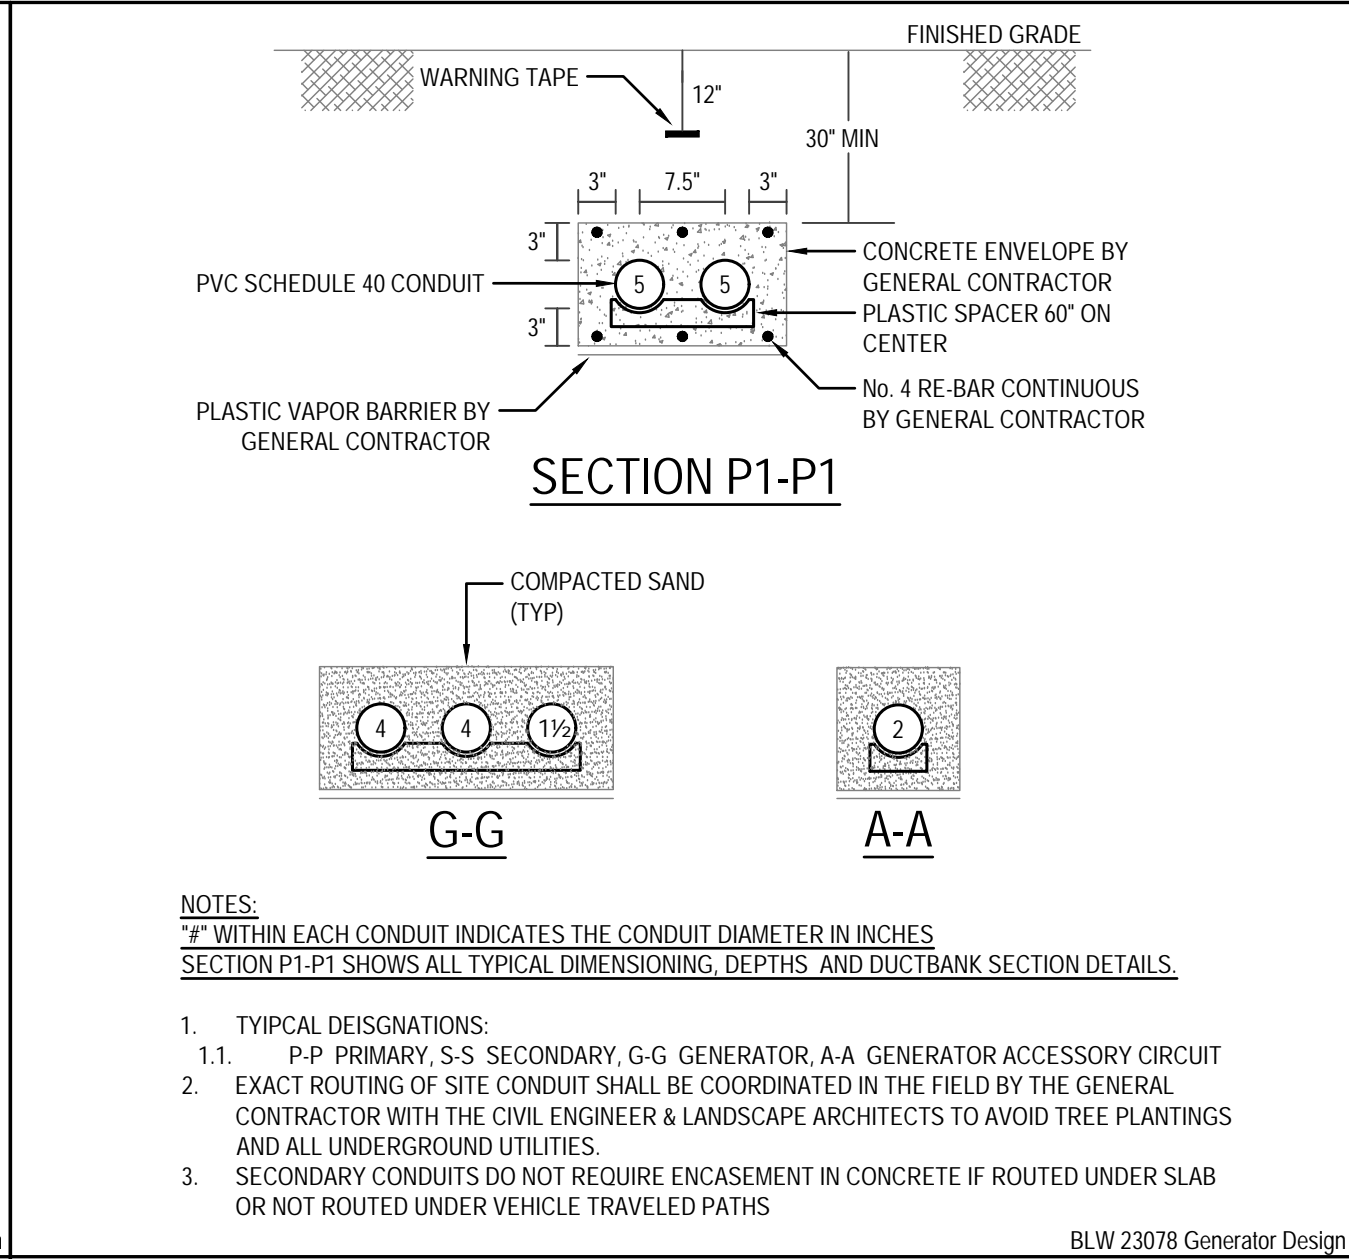 FINISHED GRADE
WARNING TAPE
12"
30" MIN
3"
7.5"
3"
3"
CONCRETE ENVELOPE BY
GENERAL CONTRACTOR
PVC SCHEDULE 40 CONDUIT
5
5
PLASTIC SPACER 60" ON
CENTER
3"
No. 4 RE-BAR CONTINUOUS
BY GENERAL CONTRACTOR
PLASTIC VAPOR BARRIER BY
GENERAL CONTRACTOR
SECTION P1-P1
COMPACTED SAND
(TYP)
4
4
1½
2
G-G
A-A
NOTES:
"#" WITHIN EACH CONDUIT INDICATES THE CONDUIT DIAMETER IN INCHES
SECTION P1-P1 SHOWS ALL TYPICAL DIMENSIONING, DEPTHS AND DUCTBANK SECTION DETAILS.
1. TYIPCAL DEISGNATIONS:
1.1. P-P PRIMARY, S-S SECONDARY, G-G GENERATOR, A-A GENERATOR ACCESSORY CIRCUIT
2. EXACT ROUTING OF SITE CONDUIT SHALL BE COORDINATED IN THE FIELD BY THE GENERAL
CONTRACTOR WITH THE CIVIL ENGINEER & LANDSCAPE ARCHITECTS TO AVOID TREE PLANTINGS
AND ALL UNDERGROUND UTILITIES.
3. SECONDARY CONDUITS DO NOT REQUIRE ENCASEMENT IN CONCRETE IF ROUTED UNDER SLAB
OR NOT ROUTED UNDER VEHICLE TRAVELED PATHS
BLW 23078 Generator Design